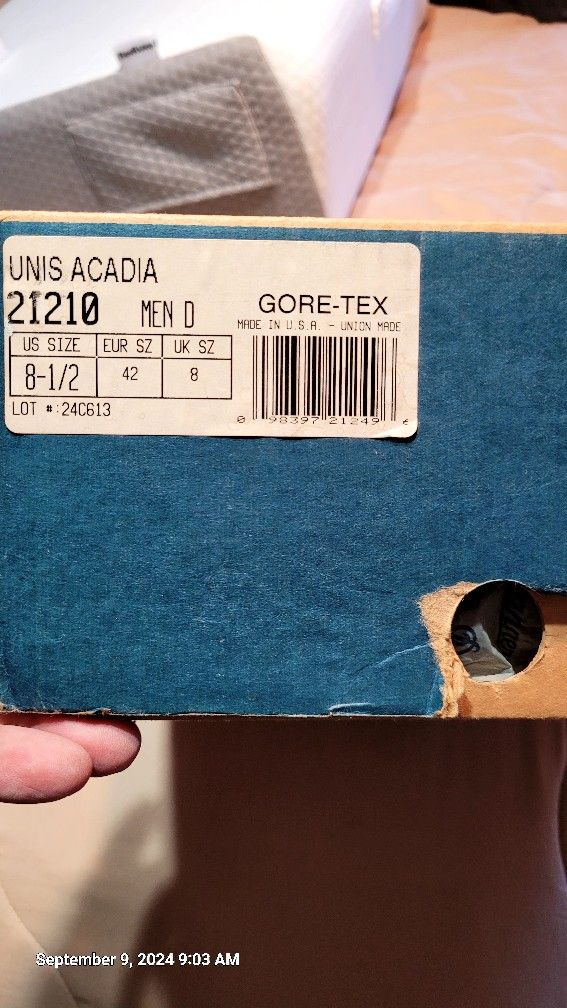 UNIS ACADIA
21210 MEN D
GORE-TEX
MADE IN U.S.A. - UNION MADE
US SIZE EUR SZ UK SZ
8-1/2 42 8
LOT #:24C613
0 98397 21249 6
September 9, 2024 9:03 AM